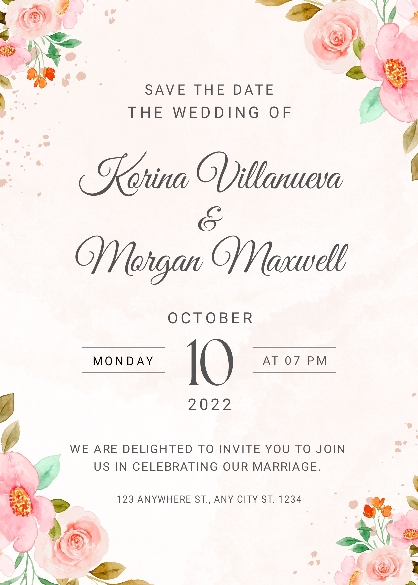 SAVE THE DATE
THE WEDDING OF
Korina Villanueva
&
Morgan Maxwell
OCTOBER
MONDAY 10 AT 07 PM
2022
WE ARE DELIGHTED TO INVITE YOU TO JOIN
US IN CELEBRATING OUR MARRIAGE.
123 ANYWHERE ST., ANY CITY ST. 1234